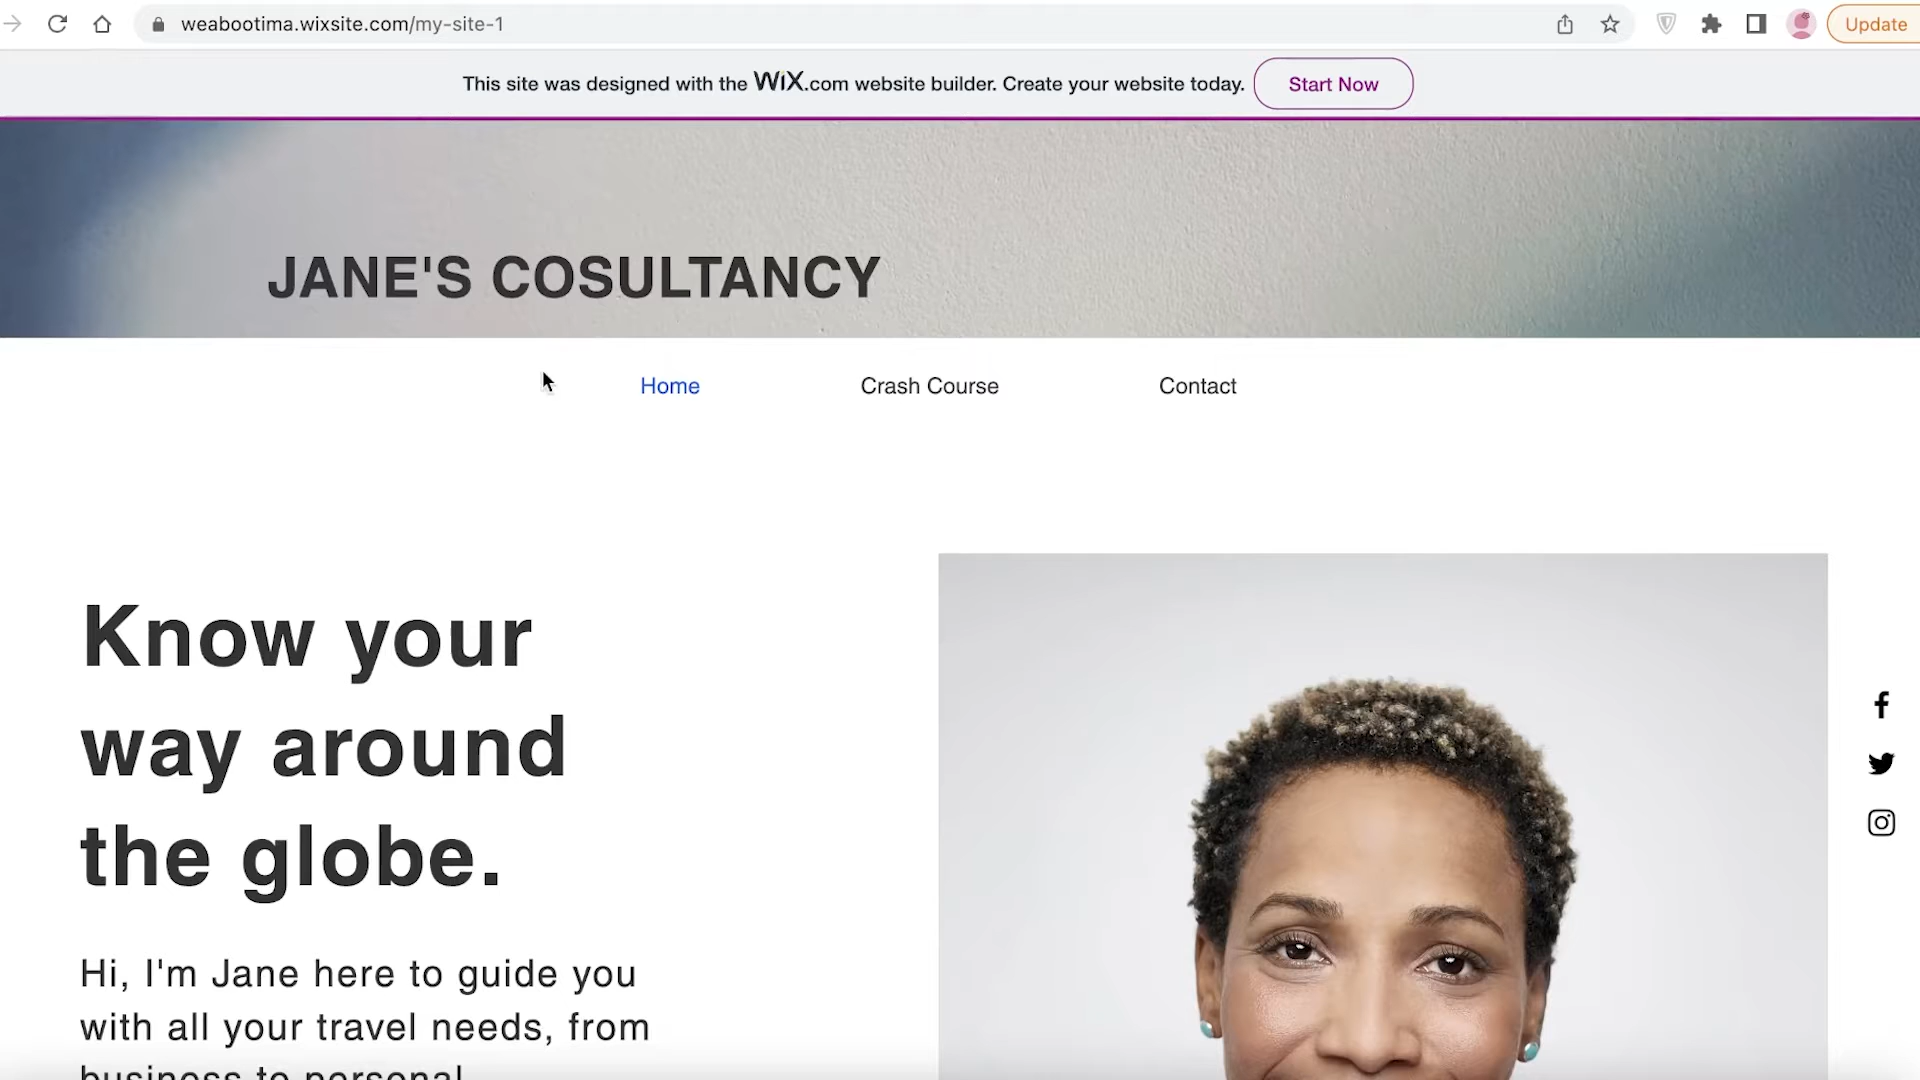 weabootima.wixsite.com/my-site-1
Update
This site was designed with the WiX.com website builder. Create your website today.
Start Now
JANE'S COSULTANCY
Home
Crash Course
Contact
Know your
way around
the globe.
Hi, I'm Jane here to guide you
with all your travel needs, from
business to personal